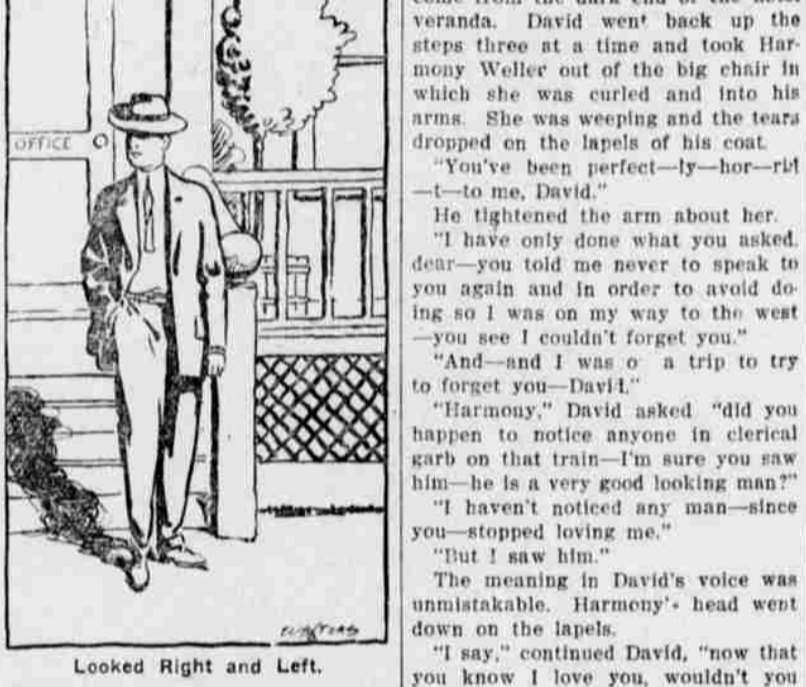 OFFICE
Looked Right and Left.
veranda. David went back up the
steps three at a time and took Har-
mony Weller out of the big chair in
which she was curled and into his
arms. She was weeping and the tears
dropped on the lapels of his coat.
"You've been perfect—ly—hor—rid
—t—to me, David."
He tightened the arm about her.
"I have only done what you asked,
dear—you told me never to speak to
you again and in order to avoid do-
ing so I was on my way to the west
—you see I couldn't forget you."
"And—and I was o a trip to try
to forget you—David."
"Harmony," David asked "did you
happen to notice anyone in clerical
garb on that train—I'm sure you saw
him—he is a very good looking man?"
"I haven't noticed any man—since
you—stopped loving me."
"But I saw him."
The meaning in David's voice was
unmistakable. Harmony's head went
down on the lapels.
"I say," continued David, "now that
you know I love you, wouldn't you